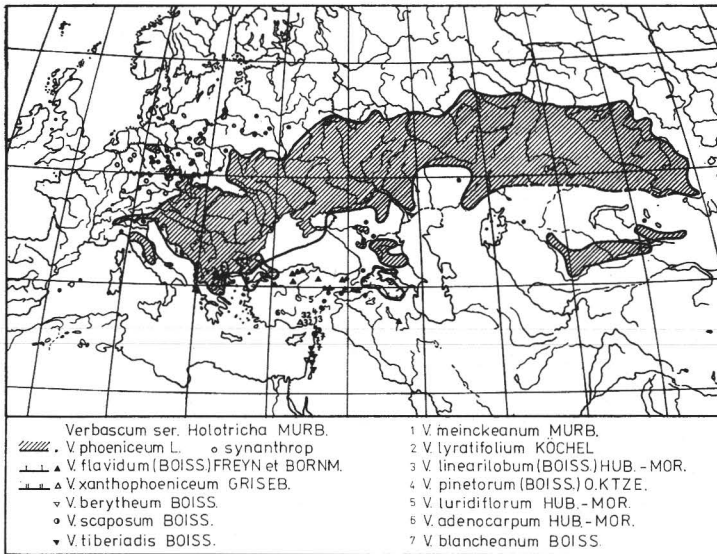 Verbascum ser. Holotricha MURB.
V. phoeniceum L. o synanthrop
V. flavidum (BOISS) FREYN et BORNM.
V. xanthophoeniceum GRISEB.
V. berytheum BOISS.
V. scaposum BOISS.
V. tiberiadis BOISS.
1 V. meinckeanum MURB.
2 V. lyratifolium KÖCHEL
3 V. linearilobum (BOISS.) HUB.-MOR.
4 V. pinetorum (BOISS.) O.KTZE.
5 V. luridiflorum HUB.-MOR.
6 V. adenocarpum HUB.-MOR.
7 V. blancheanum BOISS.